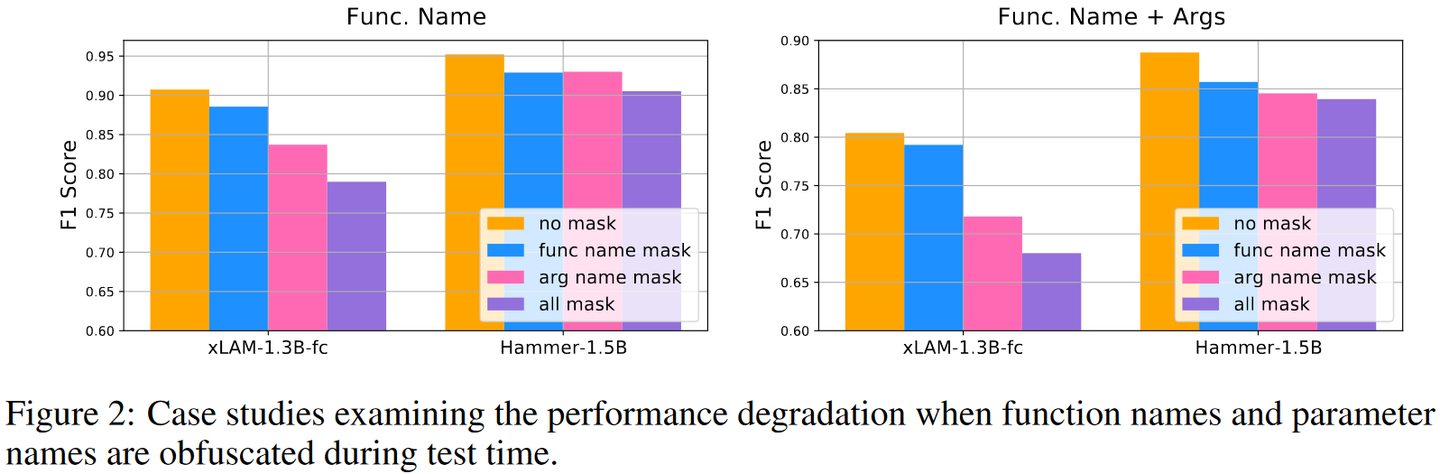 Func. Name
F1 Score
0.95
0.90
0.85
0.80
0.75
0.70
0.65
0.60
no mask
func name mask
arg name mask
all mask
xLAM-1.3B-fc
Hammer-1.5B
Func. Name + Args
F1 Score
0.90
0.85
0.80
0.75
0.70
0.65
0.60
no mask
func name mask
arg name mask
all mask
xLAM-1.3B-fc
Hammer-1.5B
Figure 2: Case studies examining the performance degradation when function names and parameter
names are obfuscated during test time.